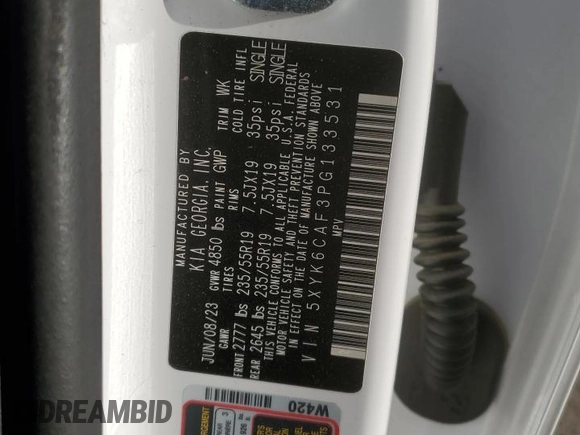 MANUFACTURED BY
KIA GEORGIA, INC.
JUN/08/23 GVWR 4850 lbs PAINT GWP TRIM WK
GAWR TIRES RIMS COLD TIRE INFL
FRONT 2777 lbs 235/55R19 7.5JX19 35psi SINGLE
REAR 2645 lbs 235/55R19 7.5JX19 35psi SINGLE
THIS VEHICLE CONFORMS TO ALL APPLICABLE U.S.A. FEDERAL
MOTOR VEHICLE SAFETY AND THEFT PREVENTION STANDARDS
IN EFFECT ON THE DATE OF MANUFACTURE SHOWN ABOVE
VIN 5XYK6CAF3PG133531
MPV
W420
DREAMBID